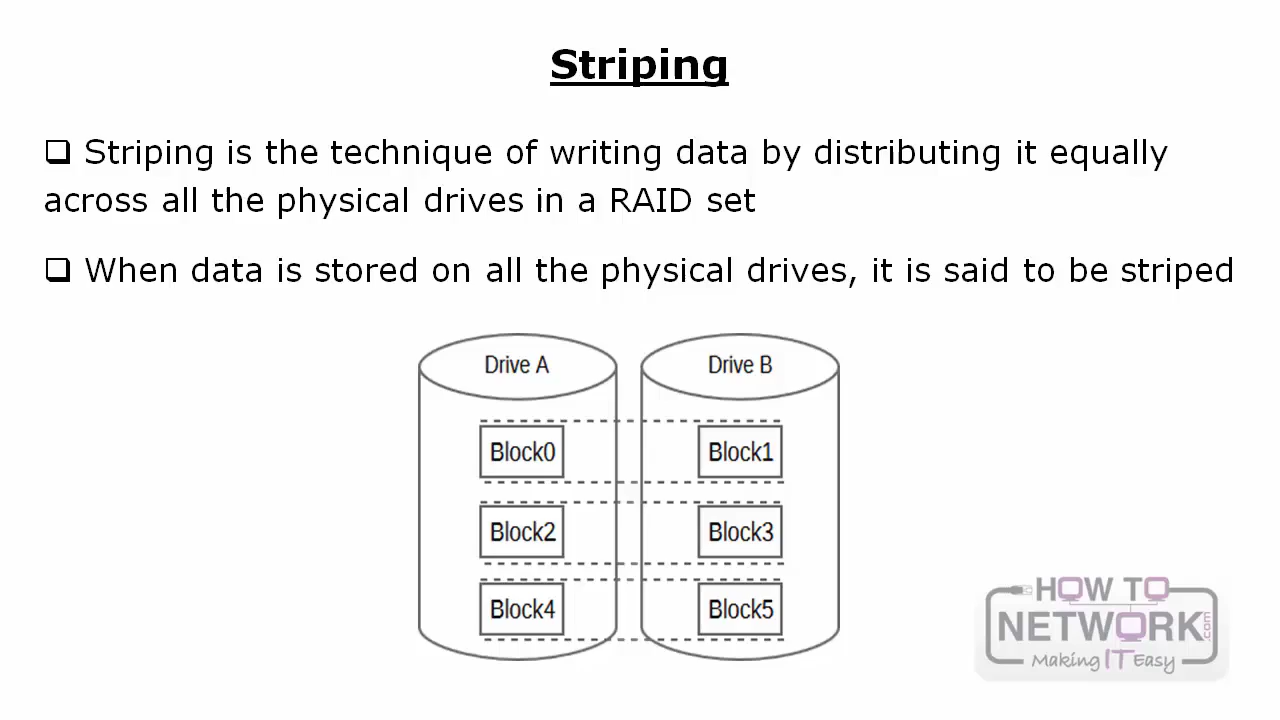 Striping
❑ Striping is the technique of writing data by distributing it equally
across all the physical drives in a RAID set
❑ When data is stored on all the physical drives, it is said to be striped
Drive A
Drive B
Block0
Block1
Block2
Block3
Block4
Block5
HOW TO
NETWORK.com
Making IT Easy